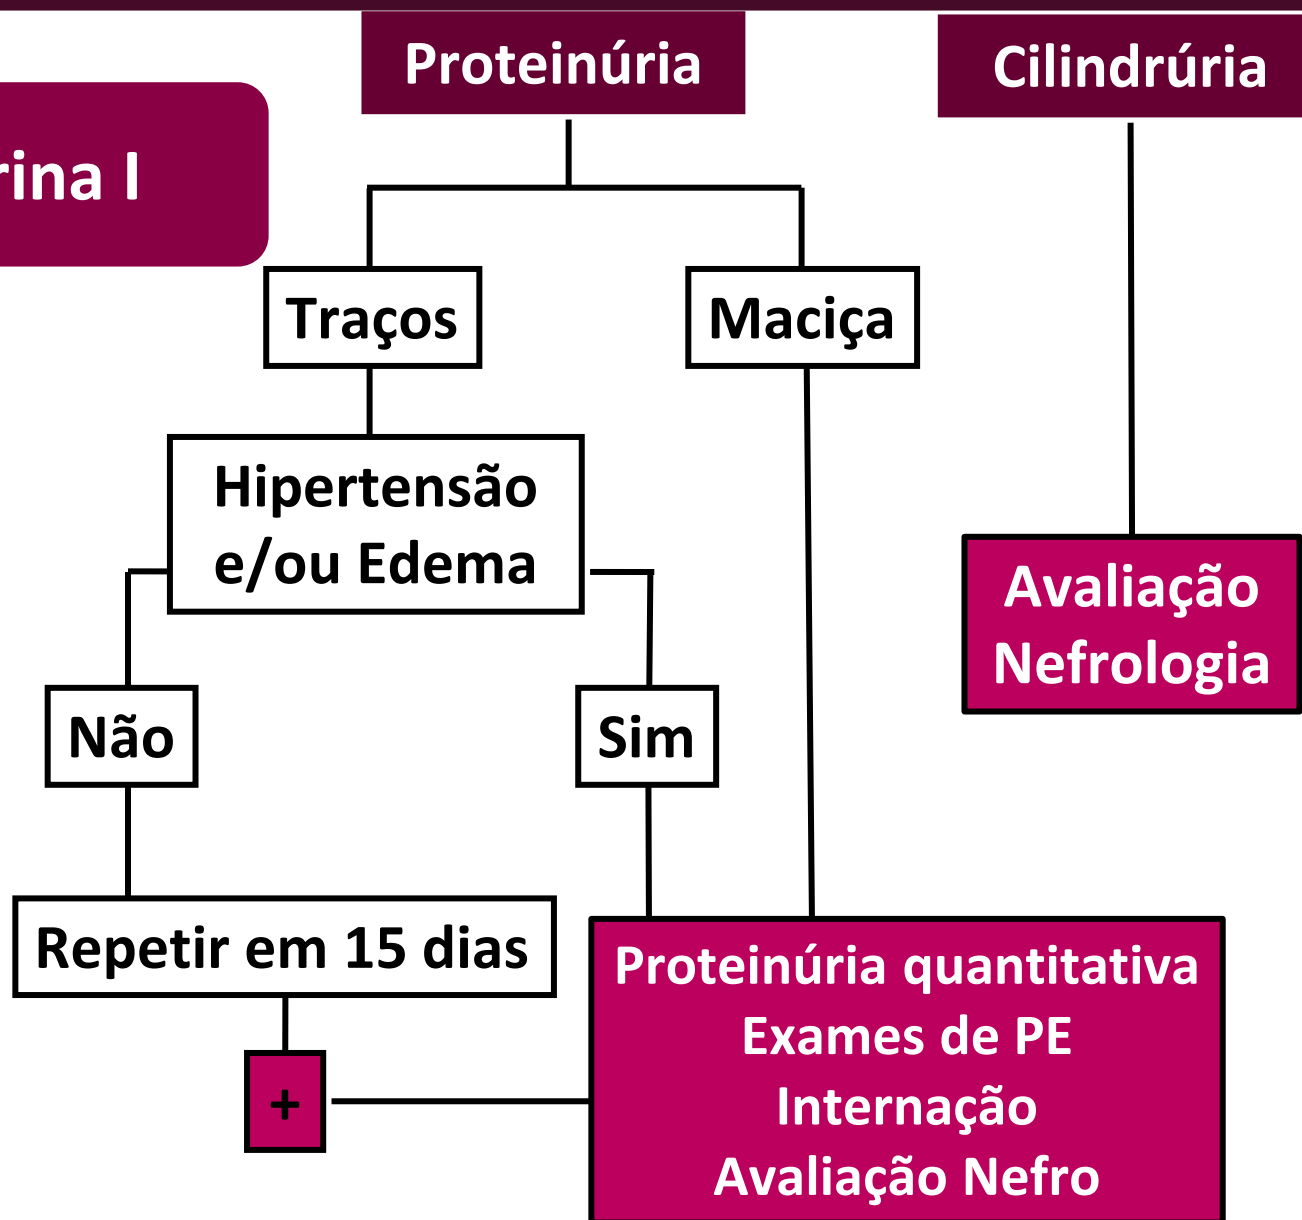 Proteinúria
Cilindrúria
rina I
Traços
Maciça
Hipertensão
e/ou Edema
Avaliação
Nefrologia
Não
Sim
Repetir em 15 dias
Proteinúria quantitativa
Exames de PE
Internação
Avaliação Nefro
+